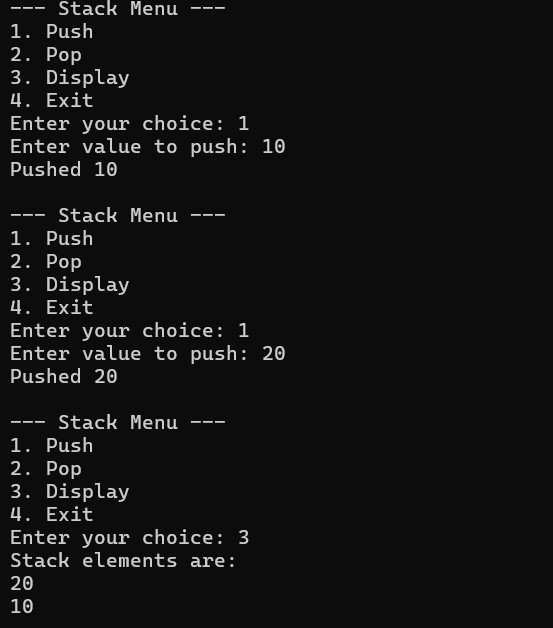 --- Stack Menu ---
1. Push
2. Pop
3. Display
4. Exit
Enter your choice: 1
Enter value to push: 10
Pushed 10

--- Stack Menu ---
1. Push
2. Pop
3. Display
4. Exit
Enter your choice: 1
Enter value to push: 20
Pushed 20

--- Stack Menu ---
1. Push
2. Pop
3. Display
4. Exit
Enter your choice: 3
Stack elements are:
20
10